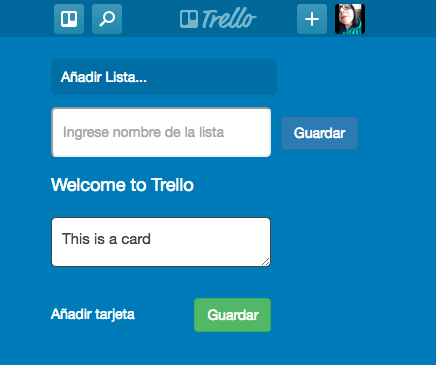 Trello
Añadir Lista...
Ingrese nombre de la lista
Guardar
Welcome to Trello
This is a card
Añadir tarjeta
Guardar